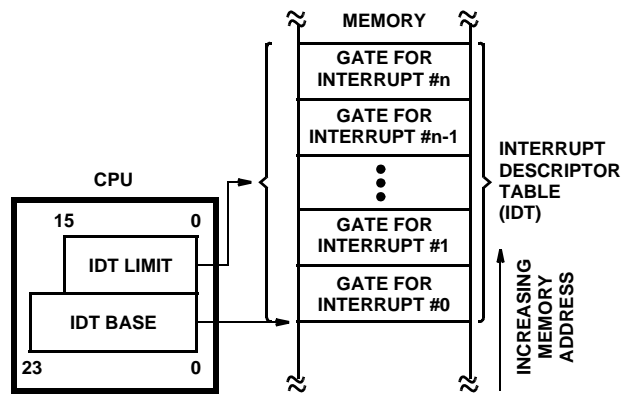 MEMORY
GATE FOR
INTERRUPT #n
GATE FOR
INTERRUPT #n-1
INTERRUPT
DESCRIPTOR
TABLE
(IDT)
CPU
15 0
IDT LIMIT
GATE FOR
INTERRUPT #1
IDT BASE
GATE FOR
INTERRUPT #0
23 0
INCREASING
MEMORY
ADDRESS